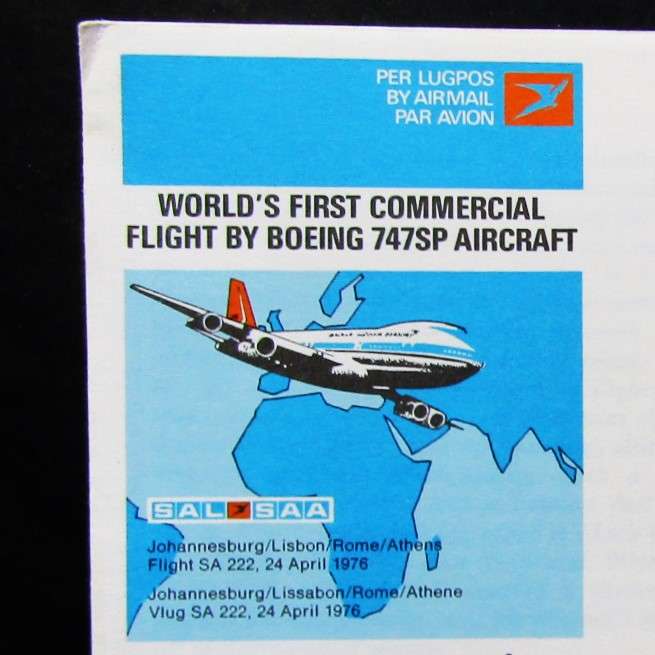 PER LUGPOS
BY AIRMAIL
PAR AVION
WORLD'S FIRST COMMERCIAL
FLIGHT BY BOEING 747SP AIRCRAFT
SAL SAA
Johannesburg/Lisbon/Rome/Athens
Flight SA 222, 24 April 1976
Johannesburg/Lissabon/Rome/Athene
Vlug SA 222, 24 April 1976